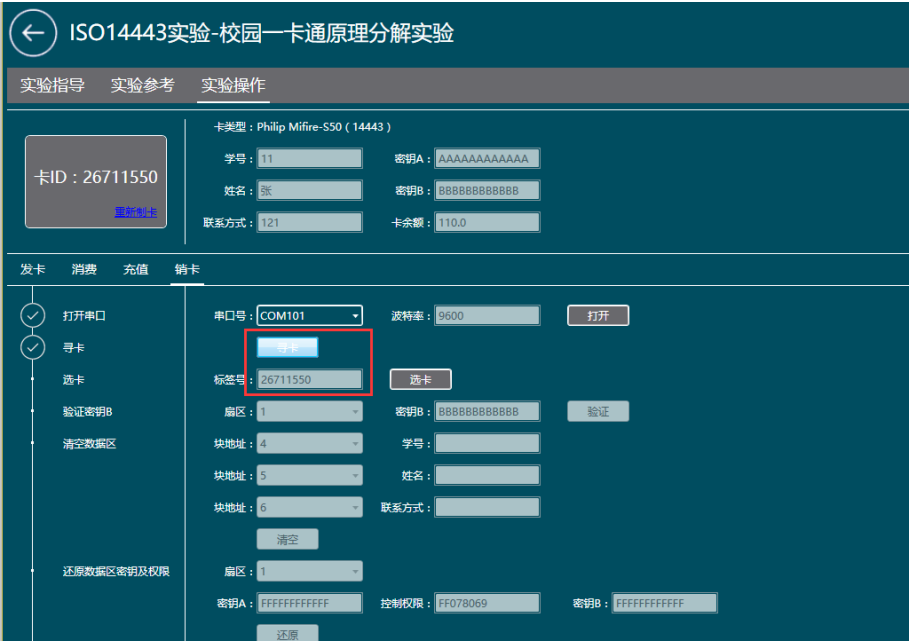 ISO14443实验-校园一卡通原理分解实验
实验指导 实验参考 实验操作
卡类型：Philip Mifire-S50 ( 14443 )
卡ID：26711550
重新制卡
学号：11 密钥A：AAAAAAAAAAAA
姓名：张 密钥B：BBBBBBBBBBBB
联系方式：121 卡余额：110.0
发卡 消费 充值 销卡
打开串口 串口号：COM101 波特率：9600 打开
寻卡 寻卡
选卡 标签号：26711550 选卡
验证密钥B 扇区：1 密钥B：BBBBBBBBBBBB 验证
清空数据区 块地址：4 学号：
块地址：5 姓名：
块地址：6 联系方式：
清空
还原数据区密钥及权限 扇区：1
密钥A：FFFFFFFFFFFF 控制权限：FF078069 密钥B：FFFFFFFFFFFF
还原